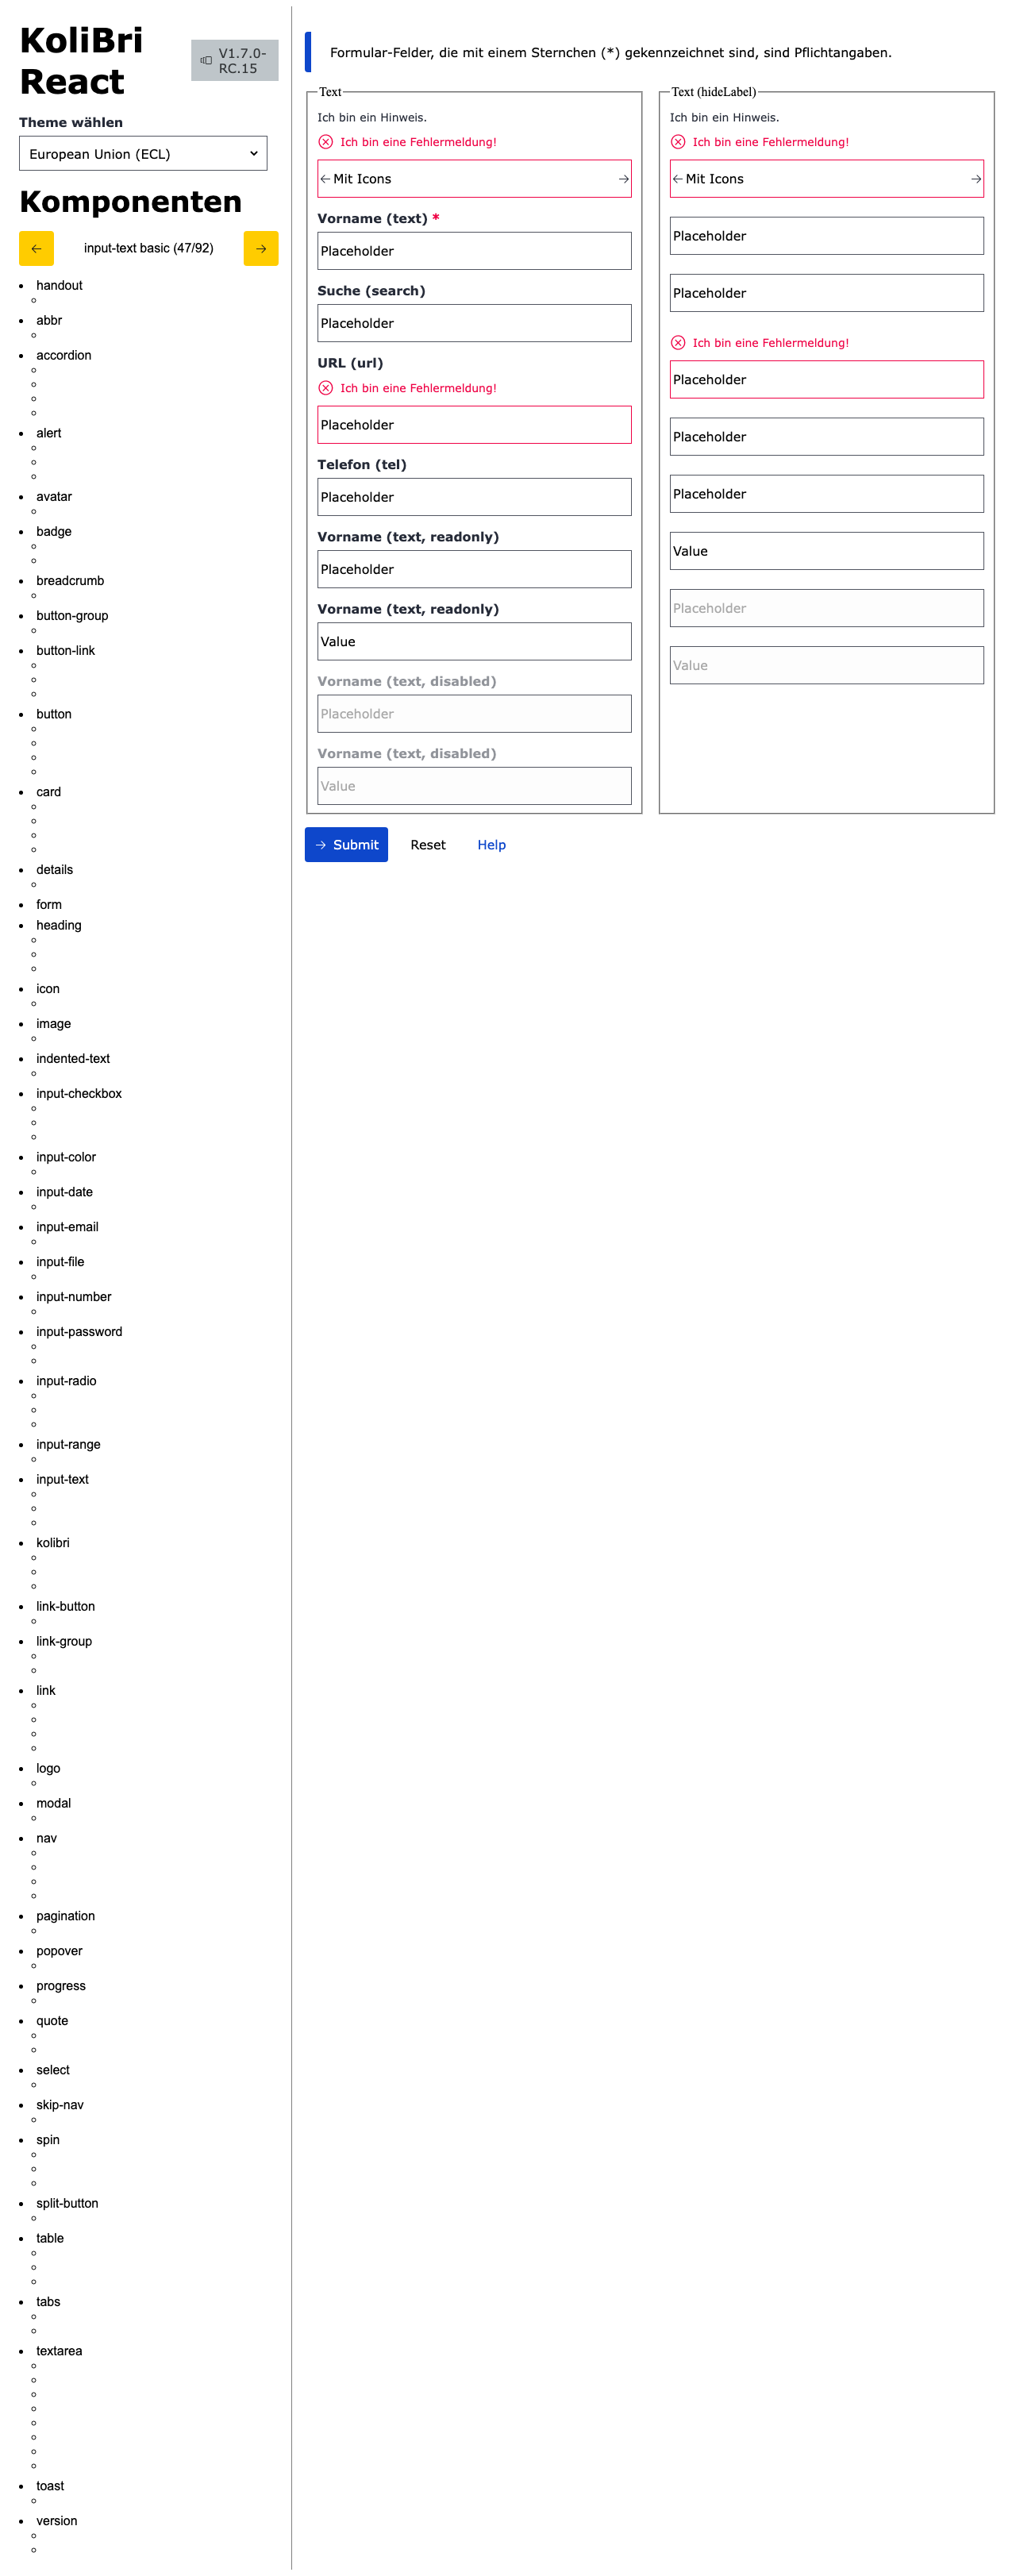 KoliBri
React
V1.7.0-
RC.15
Theme wählen
European Union (ECL)
Komponenten
input-text basic (47/92)
handout
abbr
accordion
alert
avatar
badge
breadcrumb
button-group
button-link
button
card
details
form
heading
icon
image
indented-text
input-checkbox
input-color
input-date
input-email
input-file
input-number
input-password
input-radio
input-range
input-text
kolibri
link-button
link-group
link
logo
modal
nav
pagination
popover
progress
quote
select
skip-nav
spin
split-button
table
tabs
textarea
toast
version
Formular-Felder, die mit einem Sternchen (*) gekennzeichnet sind, sind Pflichtangaben.
Text
Ich bin ein Hinweis.
Ich bin eine Fehlermeldung!
Mit Icons
Vorname (text) *
Placeholder
Suche (search)
Placeholder
URL (url)
Ich bin eine Fehlermeldung!
Placeholder
Telefon (tel)
Placeholder
Vorname (text, readonly)
Placeholder
Vorname (text, readonly)
Value
Vorname (text, disabled)
Placeholder
Vorname (text, disabled)
Value
Text (hideLabel)
Ich bin ein Hinweis.
Ich bin eine Fehlermeldung!
Mit Icons
Placeholder
Placeholder
Ich bin eine Fehlermeldung!
Placeholder
Placeholder
Placeholder
Value
Placeholder
Value
Submit
Reset
Help